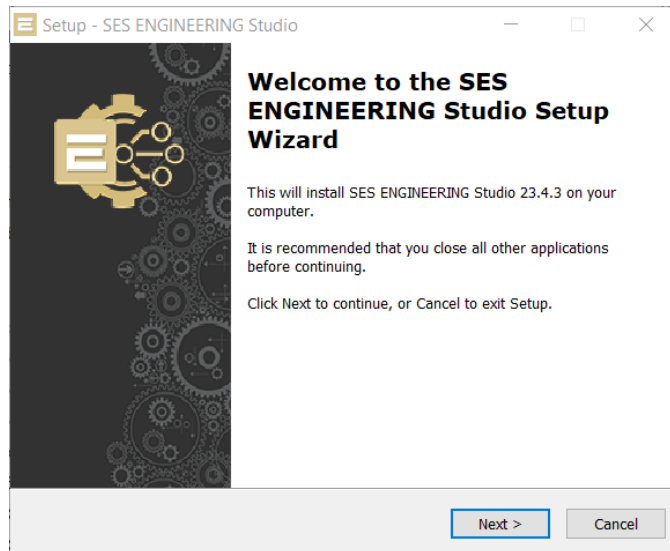 Setup - SES ENGINEERING Studio
Welcome to the SES
ENGINEERING Studio Setup
Wizard
This will install SES ENGINEERING Studio 23.4.3 on your
computer.
It is recommended that you close all other applications
before continuing.
Click Next to continue, or Cancel to exit Setup.
Next >
Cancel